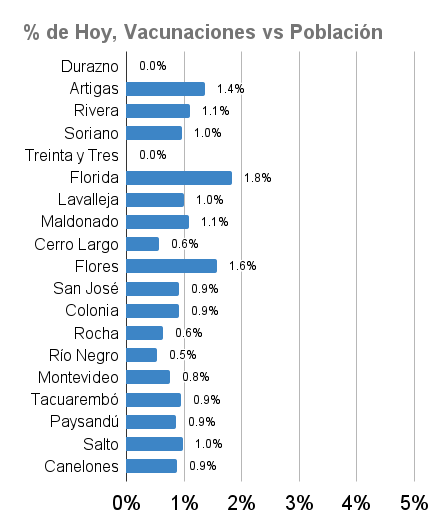 % de Hoy, Vacunaciones vs Población
Durazno 0.0%
Artigas 1.4%
Rivera 1.1%
Soriano 1.0%
Treinta y Tres 0.0%
Florida 1.8%
Lavalleja 1.0%
Maldonado 1.1%
Cerro Largo 0.6%
Flores 1.6%
San José 0.9%
Colonia 0.9%
Rocha 0.6%
Río Negro 0.5%
Montevideo 0.8%
Tacuarembó 0.9%
Paysandú 0.9%
Salto 1.0%
Canelones 0.9%
0% 1% 2% 3% 4% 5%